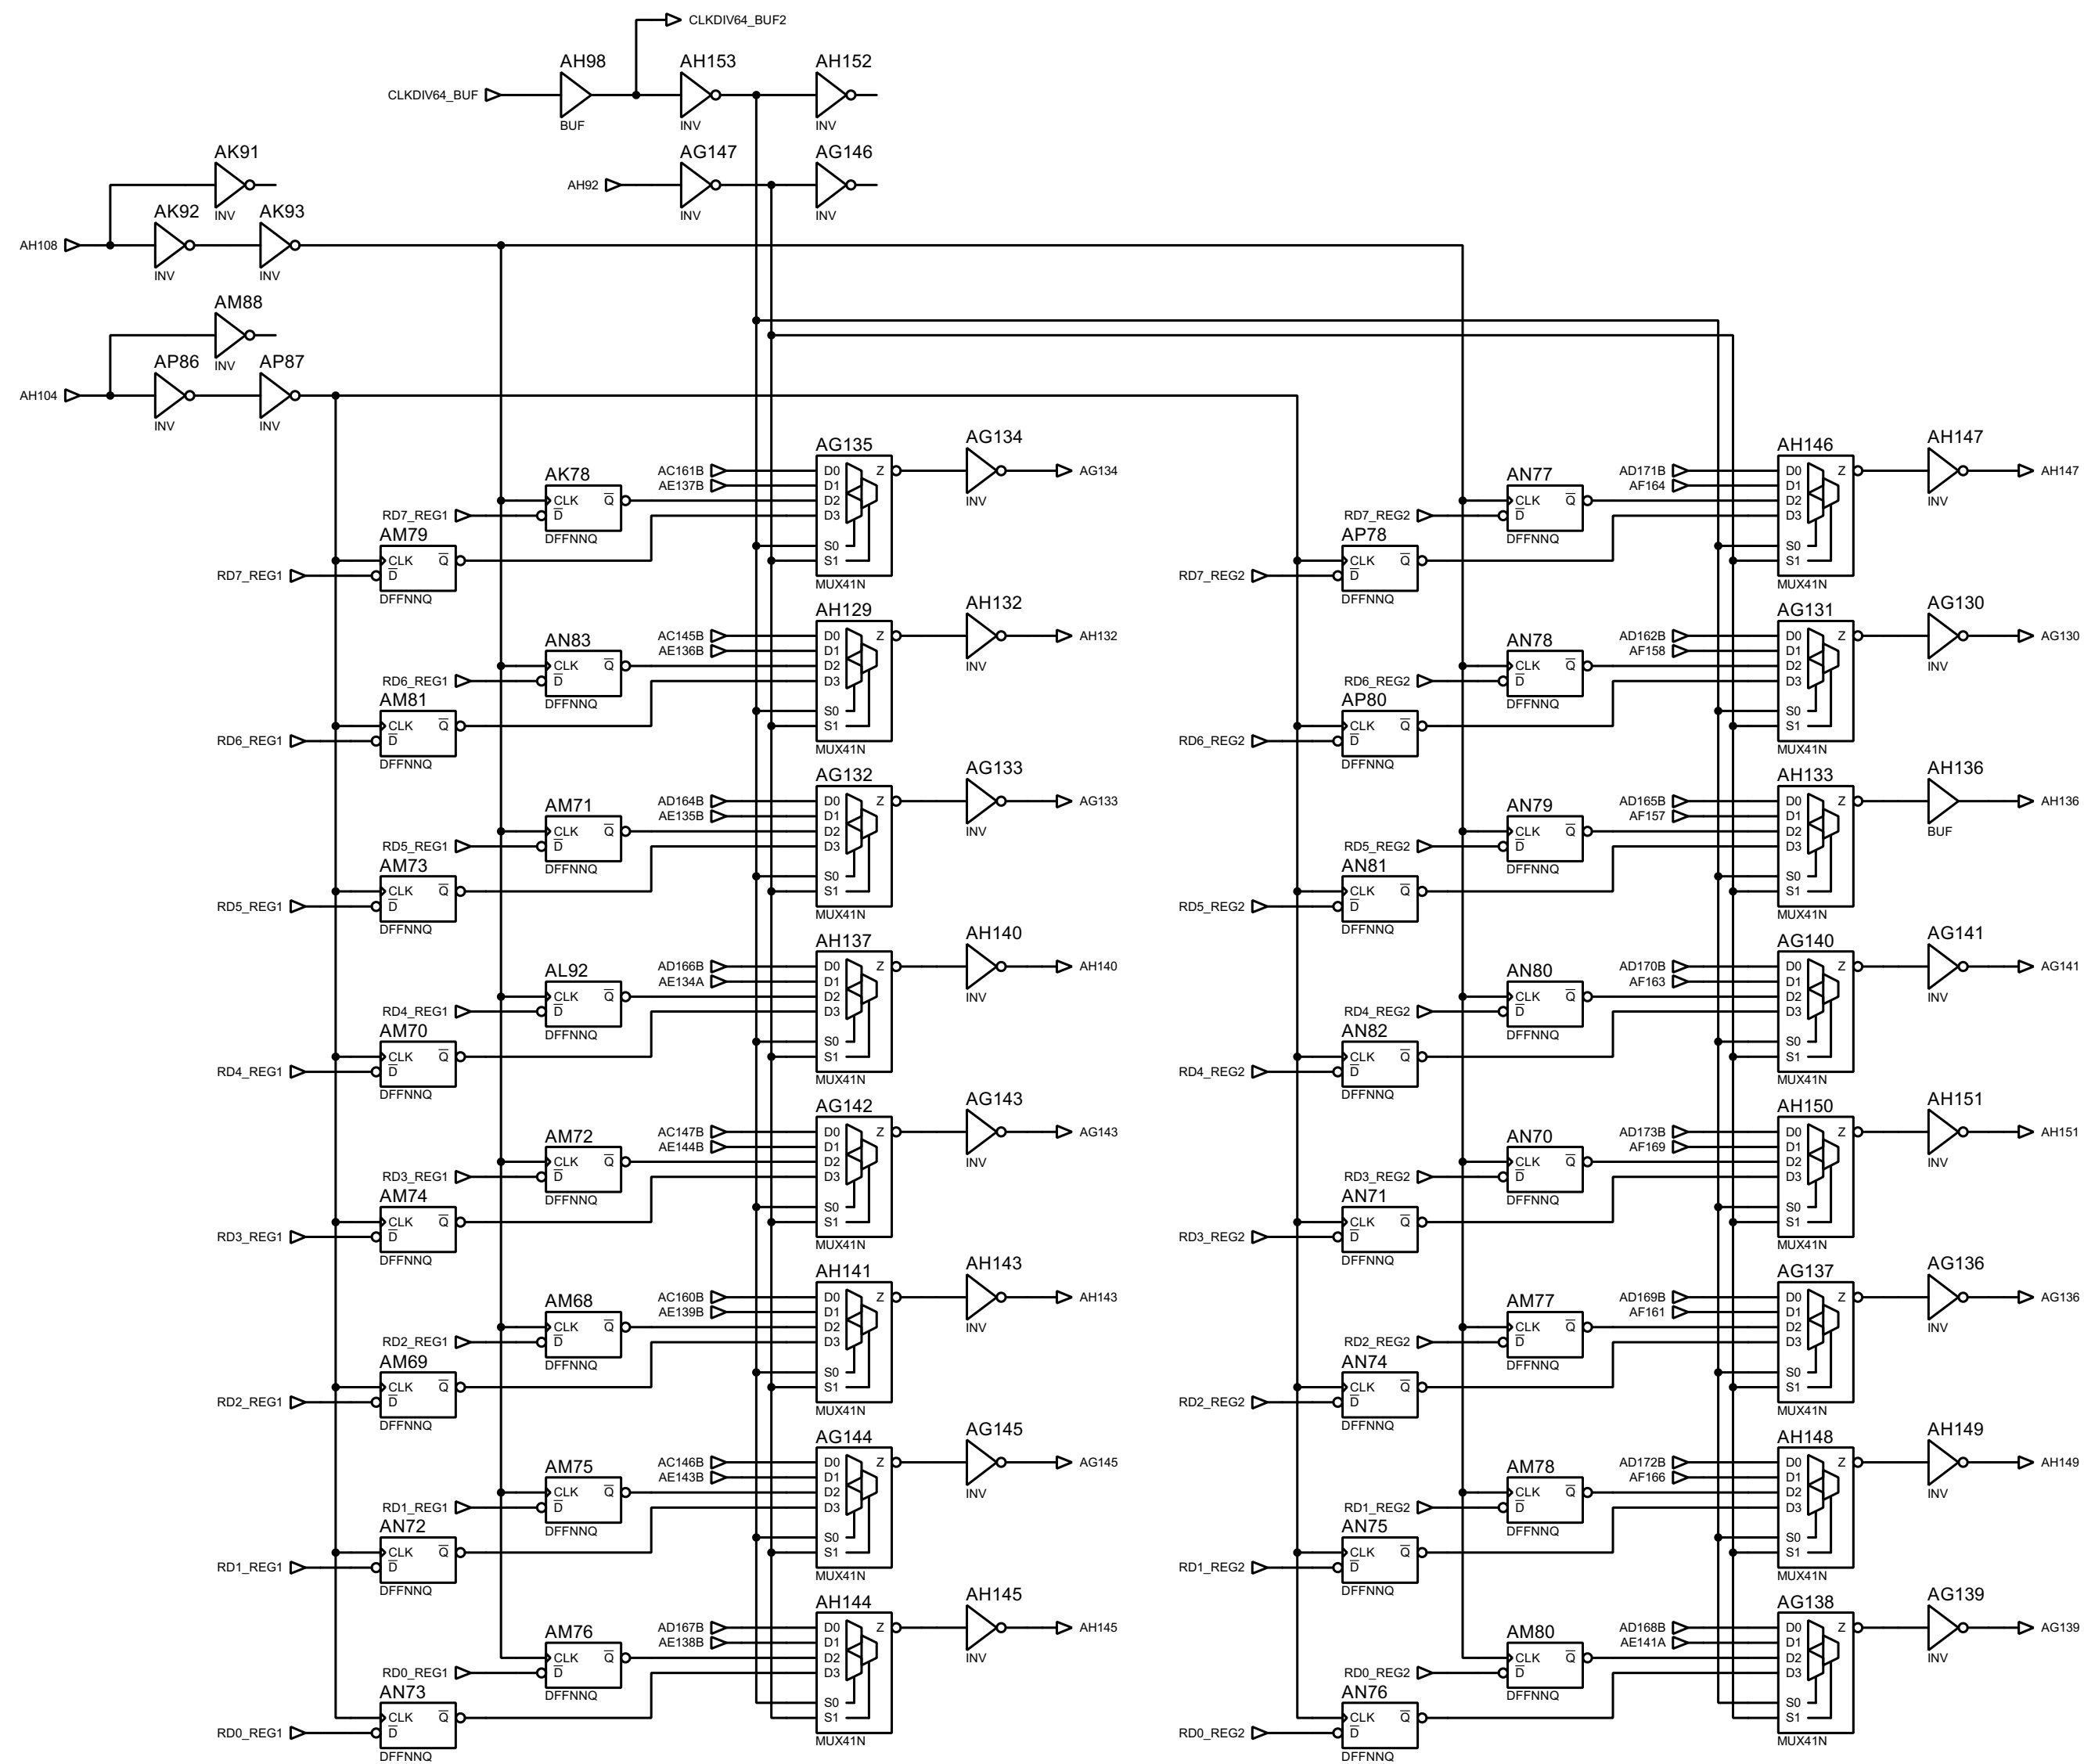 CLKDIV64_BUF2
AH98 AH153 AH152
CLKDIV64_BUF
BUF INV INV
AK91 AG147 AG146
AH92
INV INV INV
AK92 AK93
AH108
INV INV
AM88
INV
AP86 AP87
AH104
INV INV
AG135 AG134 AH146 AH147
AK78 AC161B D0 Z AG134 AN77 AD171B D0 Z AH147
AE137B D1 AF164 D1
CLK Q D2 INV CLK Q D2 INV
RD7_REG1 D D3 RD7_REG2 D D3
AM79 DFFNNQ AP78 DFFNNQ
S0 S0
CLK Q S1 CLK Q S1
RD7_REG1 D RD7_REG2 D
DFFNNQ MUX41N DFFNNQ MUX41N
AH129 AH132 AG131 AG130
AN83 AC145B D0 Z AH132 AN78 AD162B D0 Z AG130
AE136B D1 AF158 D1
CLK Q D2 INV CLK Q D2 INV
RD6_REG1 D D3 RD6_REG2 D D3
AM81 DFFNNQ AP80 DFFNNQ
S0 S0
CLK Q S1 CLK Q S1
RD6_REG1 D RD6_REG2 D
DFFNNQ MUX41N DFFNNQ MUX41N
AG132 AG133 AH133 AH136
AM71 AD164B D0 Z AG133 AN79 AD165B D0 Z AH136
AE135B D1 AF157 D1
CLK Q D2 INV CLK Q D2 BUF
RD5_REG1 D D3 RD5_REG2 D D3
AM73 DFFNNQ AN81 DFFNNQ
S0 S0
CLK Q S1 CLK Q S1
RD5_REG1 D RD5_REG2 D
DFFNNQ MUX41N DFFNNQ MUX41N
AH137 AH140 AG140 AG141
AL92 AD166B D0 Z AH140 AN80 AD170B D0 Z AG141
AE134A D1 AF163 D1
CLK Q D2 INV CLK Q D2 INV
RD4_REG1 D D3 RD4_REG2 D D3
AM70 DFFNNQ AN82 DFFNNQ
S0 S0
CLK Q S1 CLK Q S1
RD4_REG1 D RD4_REG2 D
DFFNNQ MUX41N DFFNNQ MUX41N
AG142 AG143 AH150 AH151
AM72 AC147B D0 Z AG143 AN70 AD173B D0 Z AH151
AE144B D1 AF169 D1
CLK Q D2 INV CLK Q D2 INV
RD3_REG1 D D3 RD3_REG2 D D3
AM74 DFFNNQ AN71 DFFNNQ
S0 S0
CLK Q S1 CLK Q S1
RD3_REG1 D RD3_REG2 D
DFFNNQ MUX41N DFFNNQ MUX41N
AH141 AH143 AG137 AG136
AM68 AC160B D0 Z AH143 AM77 AD169B D0 Z AG136
AE139B D1 AF161 D1
CLK Q D2 INV CLK Q D2 INV
RD2_REG1 D D3 RD2_REG2 D D3
AM69 DFFNNQ AN74 DFFNNQ
S0 S0
CLK Q S1 CLK Q S1
RD2_REG1 D RD2_REG2 D
DFFNNQ MUX41N DFFNNQ MUX41N
AG144 AG145 AH148 AH149
AM75 AC146B D0 Z AG145 AM78 AD172B D0 Z AH149
AE143B D1 AF166 D1
CLK Q D2 INV CLK Q D2 INV
RD1_REG1 D D3 RD1_REG2 D D3
AN72 DFFNNQ AN75 DFFNNQ
S0 S0
CLK Q S1 CLK Q S1
RD1_REG1 D RD1_REG2 D
DFFNNQ MUX41N DFFNNQ MUX41N
AH144 AH145 AG138 AG139
AM76 AD167B D0 Z AH145 AM80 AD168B D0 Z AG139
AE138B D1 AE141A D1
CLK Q D2 INV CLK Q D2 INV
RD0_REG1 D D3 RD0_REG2 D D3
AN73 DFFNNQ AN76 DFFNNQ
S0 S0
CLK Q S1 CLK Q S1
RD0_REG1 D RD0_REG2 D
DFFNNQ MUX41N DFFNNQ MUX41N